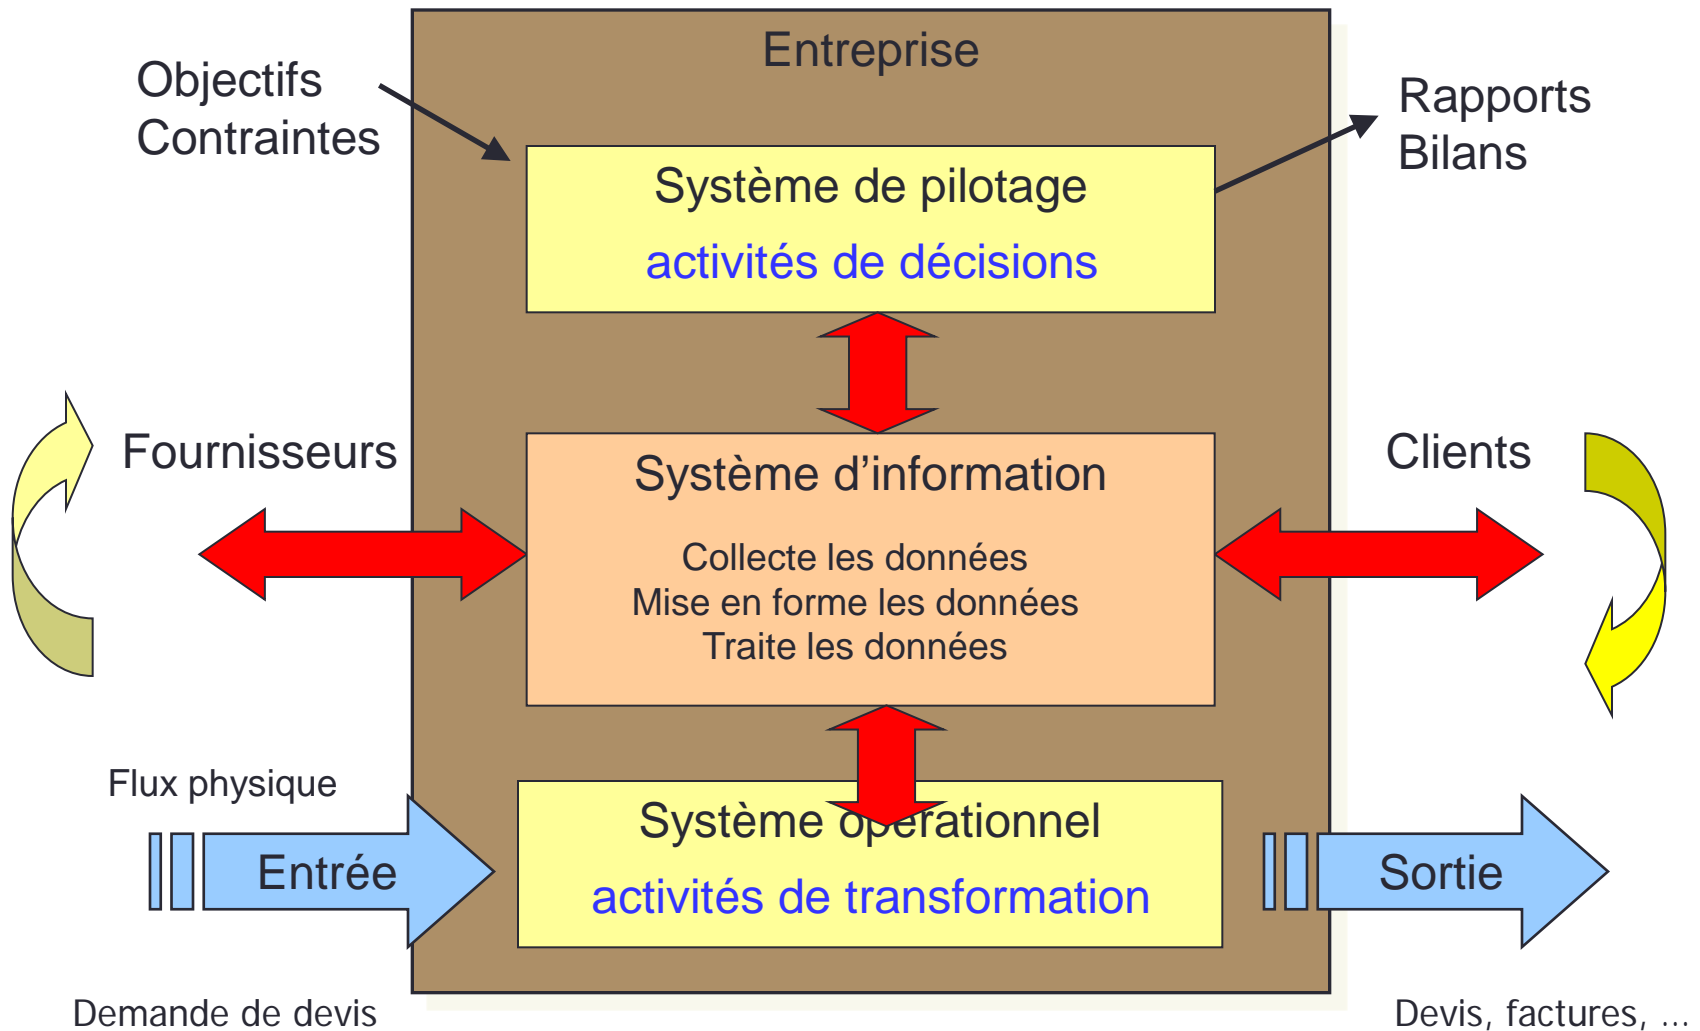 Entreprise
Objectifs
Contraintes
Rapports
Bilans
Système de pilotage
activités de décisions
Fournisseurs
Clients
Système d’information
Collecte les données
Mise en forme les données
Traite les données
Flux physique
Système opérationnel
Entrée
activités de transformation
Sortie
Demande de devis
Devis, factures, ...